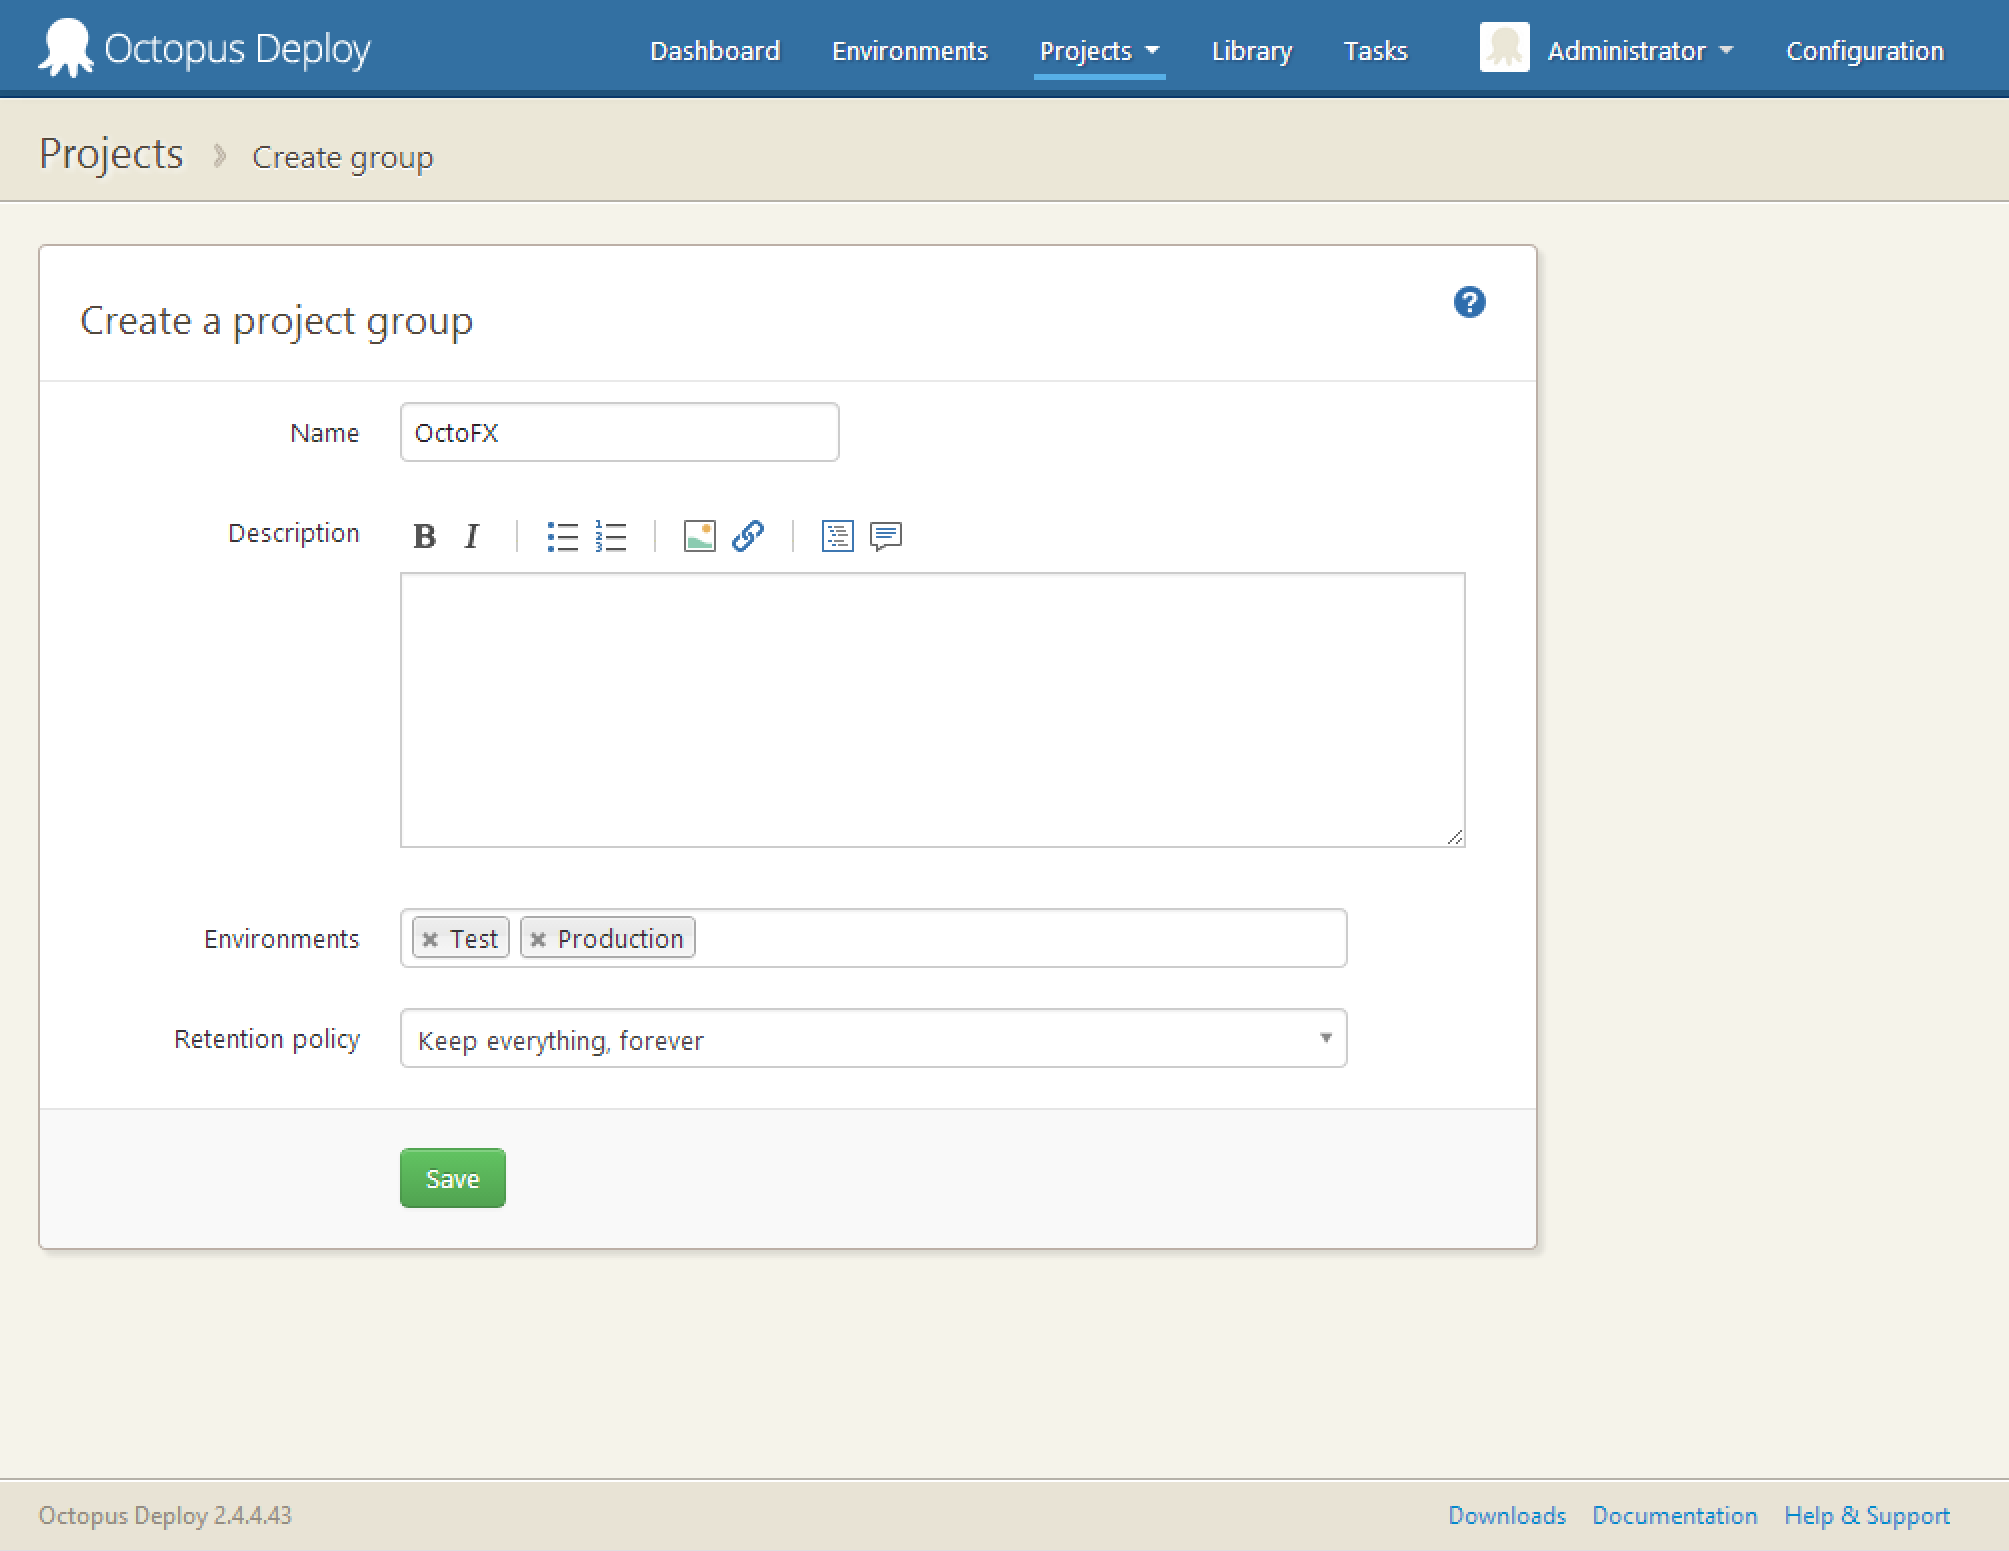 Octopus Deploy Dashboard Environments Projects Library Tasks Administrator Configuration
Projects Create group
Create a project group ?
Name OctoFX
Description B I
Environments Test Production
Retention policy Keep everything, forever
Save
Octopus Deploy 2.4.4.43 Downloads Documentation Help & Support